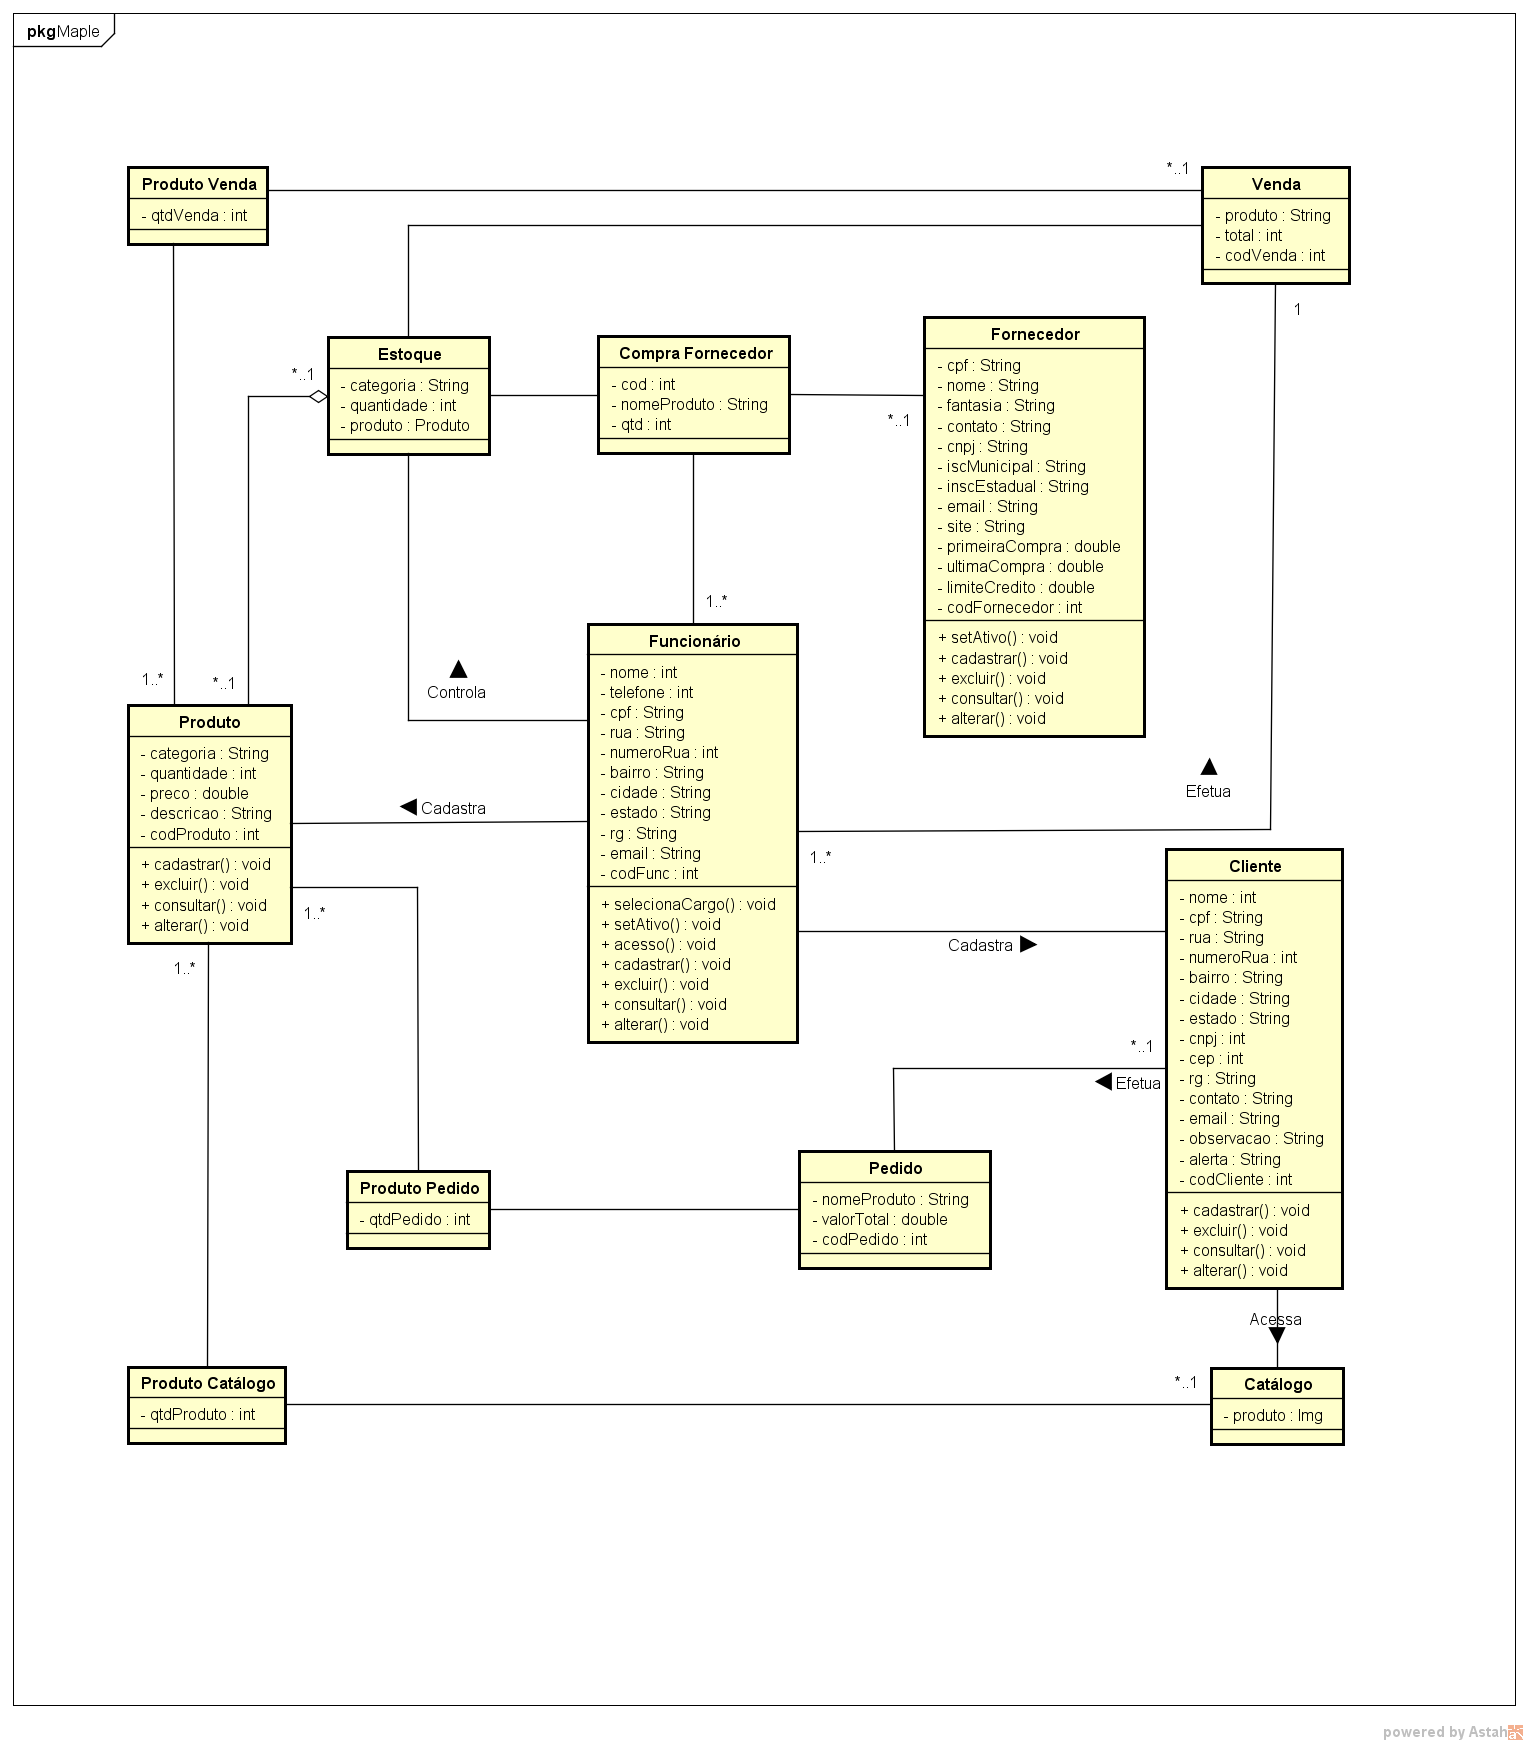 pkgMaple
Produto Venda
- qtdVenda : int
*..1
Venda
- produto : String
- total : int
- codVenda : int
1
Estoque
- categoria : String
- quantidade : int
- produto : Produto
*..1
Compra Fornecedor
- cod : int
- nomeProduto : String
- qtd : int
*..1
Fornecedor
- cpf : String
- nome : String
- fantasia : String
- contato : String
- cnpj : String
- iscMunicipal : String
- inscEstadual : String
- email : String
- site : String
- primeiraCompra : double
- ultimaCompra : double
- limiteCredito : double
- codFornecedor : int
+ setAtivo() : void
+ cadastrar() : void
+ excluir() : void
+ consultar() : void
+ alterar() : void
1..*
Controla
1..*
*..1
Produto
- categoria : String
- quantidade : int
- preco : double
- descricao : String
- codProduto : int
+ cadastrar() : void
+ excluir() : void
+ consultar() : void
+ alterar() : void
1..*
1..*
Cadastra
Funcionário
- nome : int
- telefone : int
- cpf : String
- rua : String
- numeroRua : int
- bairro : String
- cidade : String
- estado : String
- rg : String
- email : String
- codFunc : int
+ selecionaCargo() : void
+ setAtivo() : void
+ acesso() : void
+ cadastrar() : void
+ excluir() : void
+ consultar() : void
+ alterar() : void
Efetua
1..*
Cadastra
Cliente
- nome : int
- cpf : String
- rua : String
- numeroRua : int
- bairro : String
- cidade : String
- estado : String
- cnpj : int
- cep : int
- rg : String
- contato : String
- email : String
- observacao : String
- alerta : String
- codCliente : int
+ cadastrar() : void
+ excluir() : void
+ consultar() : void
+ alterar() : void
*..1
Efetua
Produto Pedido
- qtdPedido : int
Pedido
- nomeProduto : String
- valorTotal : double
- codPedido : int
Acessa
Produto Catálogo
- qtdProduto : int
*..1
Catálogo
- produto : Img
powered by Astah